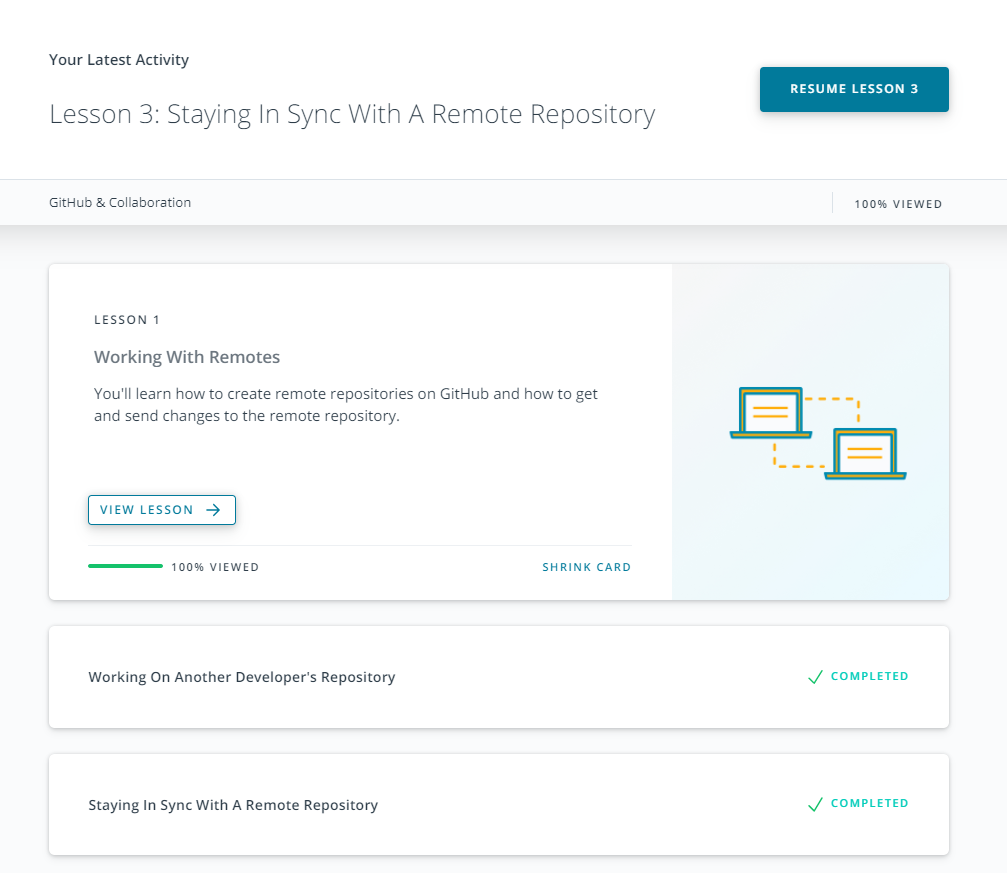 Your Latest Activity
Lesson 3: Staying In Sync With A Remote Repository
RESUME LESSON 3
GitHub & Collaboration
100% VIEWED
LESSON 1
Working With Remotes
You'll learn how to create remote repositories on GitHub and how to get
and send changes to the remote repository.
VIEW LESSON
100% VIEWED
SHRINK CARD
Working On Another Developer's Repository
COMPLETED
Staying In Sync With A Remote Repository
COMPLETED